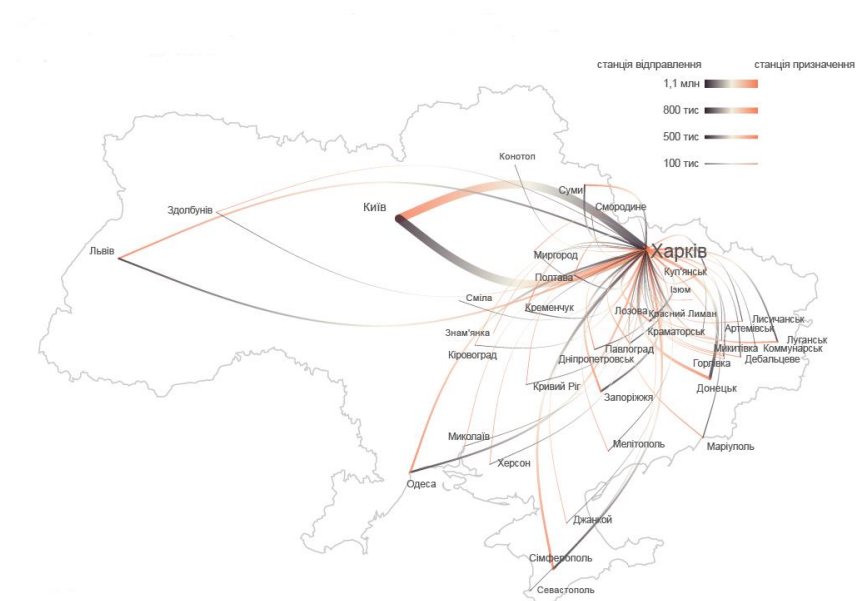 станція відправлення
станція призначення
1,1 млн
800 тис
500 тис
100 тис
Конотоп
Суми
Смородине
Здолбунів
Київ
Львів
Харків
Миргород
Куп'янськ
Полтава
Ізюм
Сміла
Кременчук
Лозова
Красний Лиман
Лисичанськ
Артемівськ
Знам'янка
Краматорськ
Луганськ
Кіровоград
Павлоград
Микитівка
Коммунарськ
Дніпропетровськ
Дебальцеве
Горлівка
Кривий Ріг
Донецьк
Запоріжжя
Миколаїв
Мелітополь
Маріуполь
Херсон
Одеса
Джанкой
Сімферополь
Севастополь